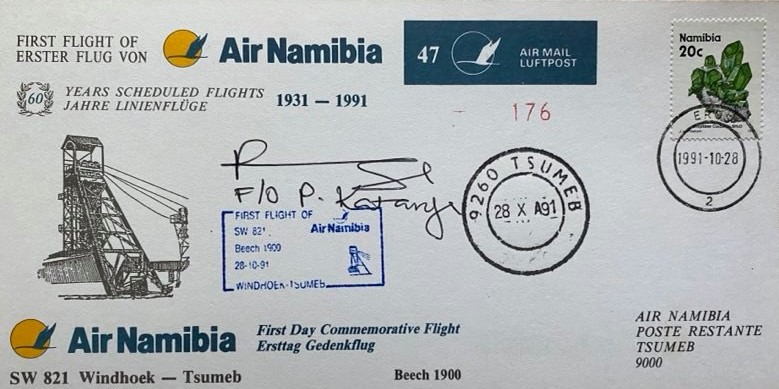 FIRST FLIGHT OF
ERSTER FLUG VON
Air Namibia
47
AIR MAIL
LUFTPOST
Namibia
20c
60
YEARS SCHEDULED FLIGHTS
JAHRE LINIENFLÜGE
1931 — 1991
176
EROS
1991-10-28
2
F/O P.
9260 TSUMEB
28 X A91
FIRST FLIGHT OF
SW 821
Air Namibia
Beech 1900
28-10-91
WINDHOEK-TSUMEB
Air Namibia
First Day Commemorative Flight
Ersttag Gedenkflug
SW 821 Windhoek — Tsumeb
Beech 1900
AIR NAMIBIA
POSTE RESTANTE
TSUMEB
9000